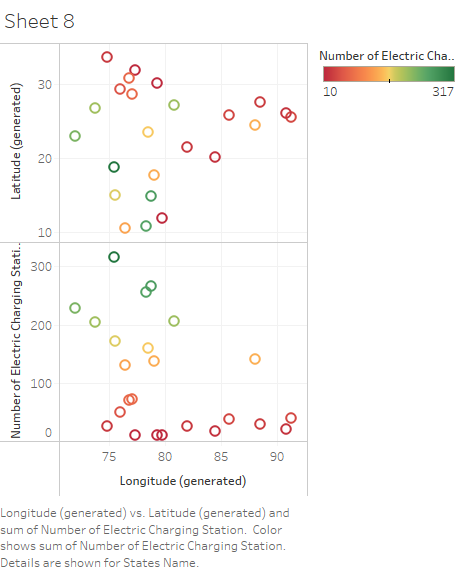 Sheet 8
Number of Electric Cha..
10 317
Latitude (generated)
30
20
10
Number of Electric Charging Stati..
300
200
100
0
75 80 85 90
Longitude (generated)
Longitude (generated) vs. Latitude (generated) and
sum of Number of Electric Charging Station. Color
shows sum of Number of Electric Charging Station.
Details are shown for States Name.